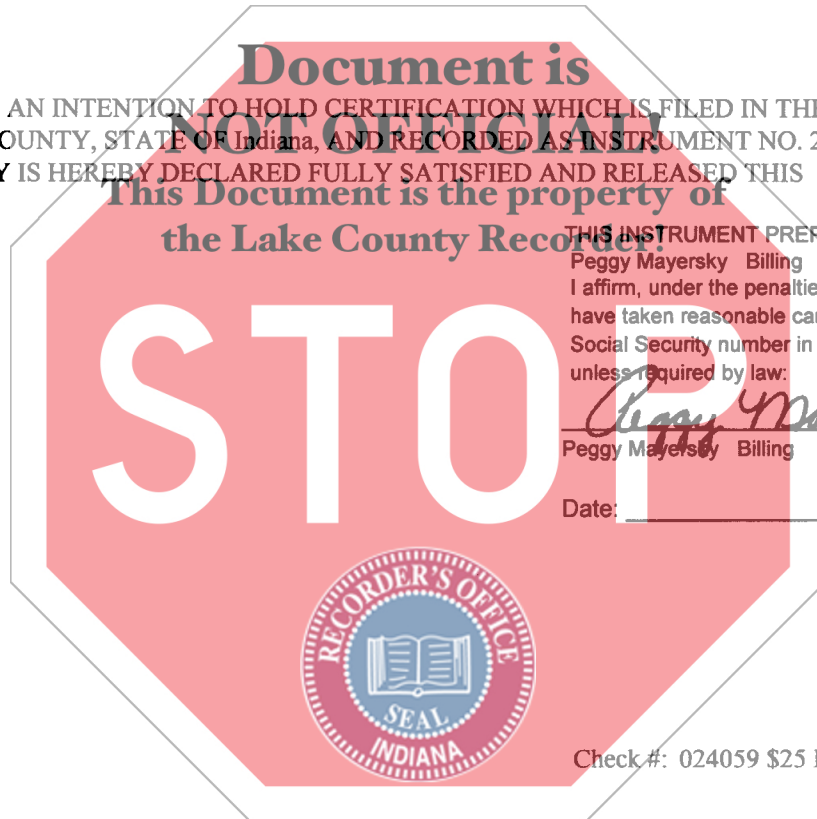 Document is
AN INTENTION TO HOLD CERTIFICATION WHICH IS FILED IN THE
NOT OFFICIAL!
OUNTY, STATE OF Indiana, AND RECORDED AS INSTRUMENT NO. 2
Y IS HEREBY DECLARED FULLY SATISFIED AND RELEASED THIS
This Document is the property of
the Lake County Recorder!
THIS INSTRUMENT PREP
Peggy Mayersky Billing
I affirm, under the penaltie
have taken reasonable car
Social Security number in
unless required by law:
STOP
Peggy Ma
Peggy Mayersky Billing
Date:
RECORDER'S OFFICE
SEAL
INDIANA
Check #: 024059 $25